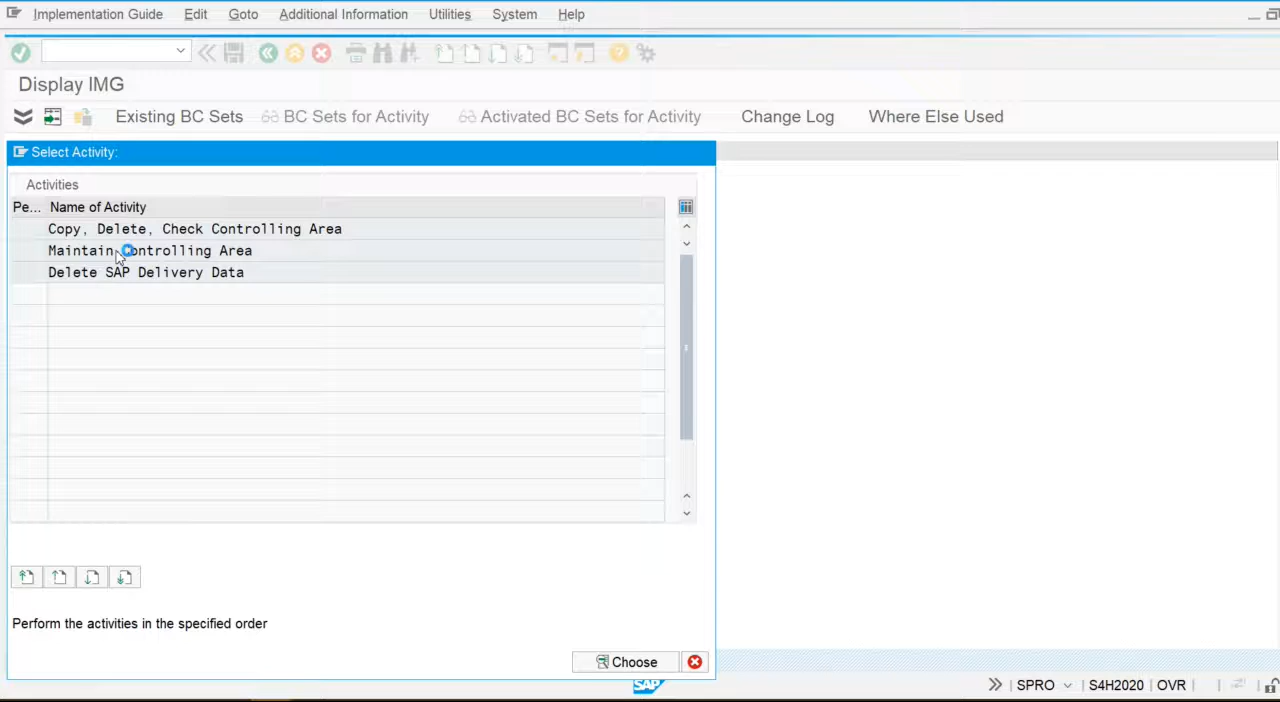 Implementation Guide Edit Goto Additional Information Utilities System Help
Display IMG
Existing BC Sets BC Sets for Activity Activated BC Sets for Activity Change Log Where Else Used
Select Activity:
Activities
Pe... Name of Activity
Copy, Delete, Check Controlling Area
Maintain Controlling Area
Delete SAP Delivery Data
Perform the activities in the specified order
Choose
SAP
SPRO S4H2020 OVR